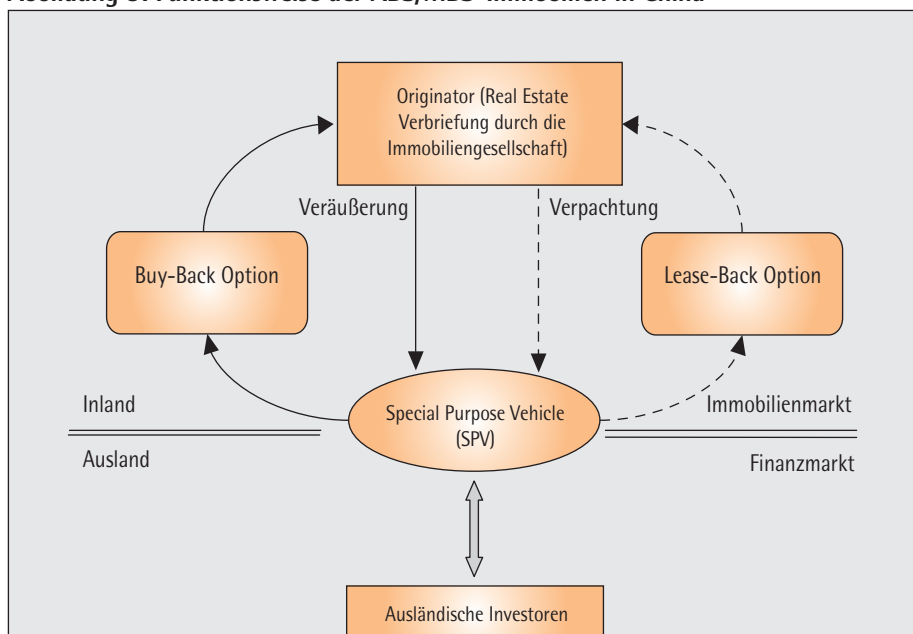 Originator (Real Estate
Verbriefung durch die
Immobiliengesellschaft)
Veräußerung
Verpachtung
Buy-Back Option
Lease-Back Option
Inland
Special Purpose Vehicle
(SPV)
Immobilienmarkt
Ausland
Finanzmarkt
Ausländische Investoren